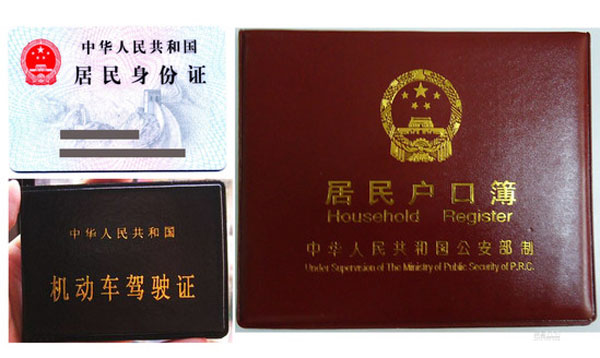 中华人民共和国
居民身份证
中华人民共和国
机动车驾驶证
居民户口簿
Household Register
中华人民共和国公安部制
Under Supervision of The Ministry of Public Security of P.R.C.